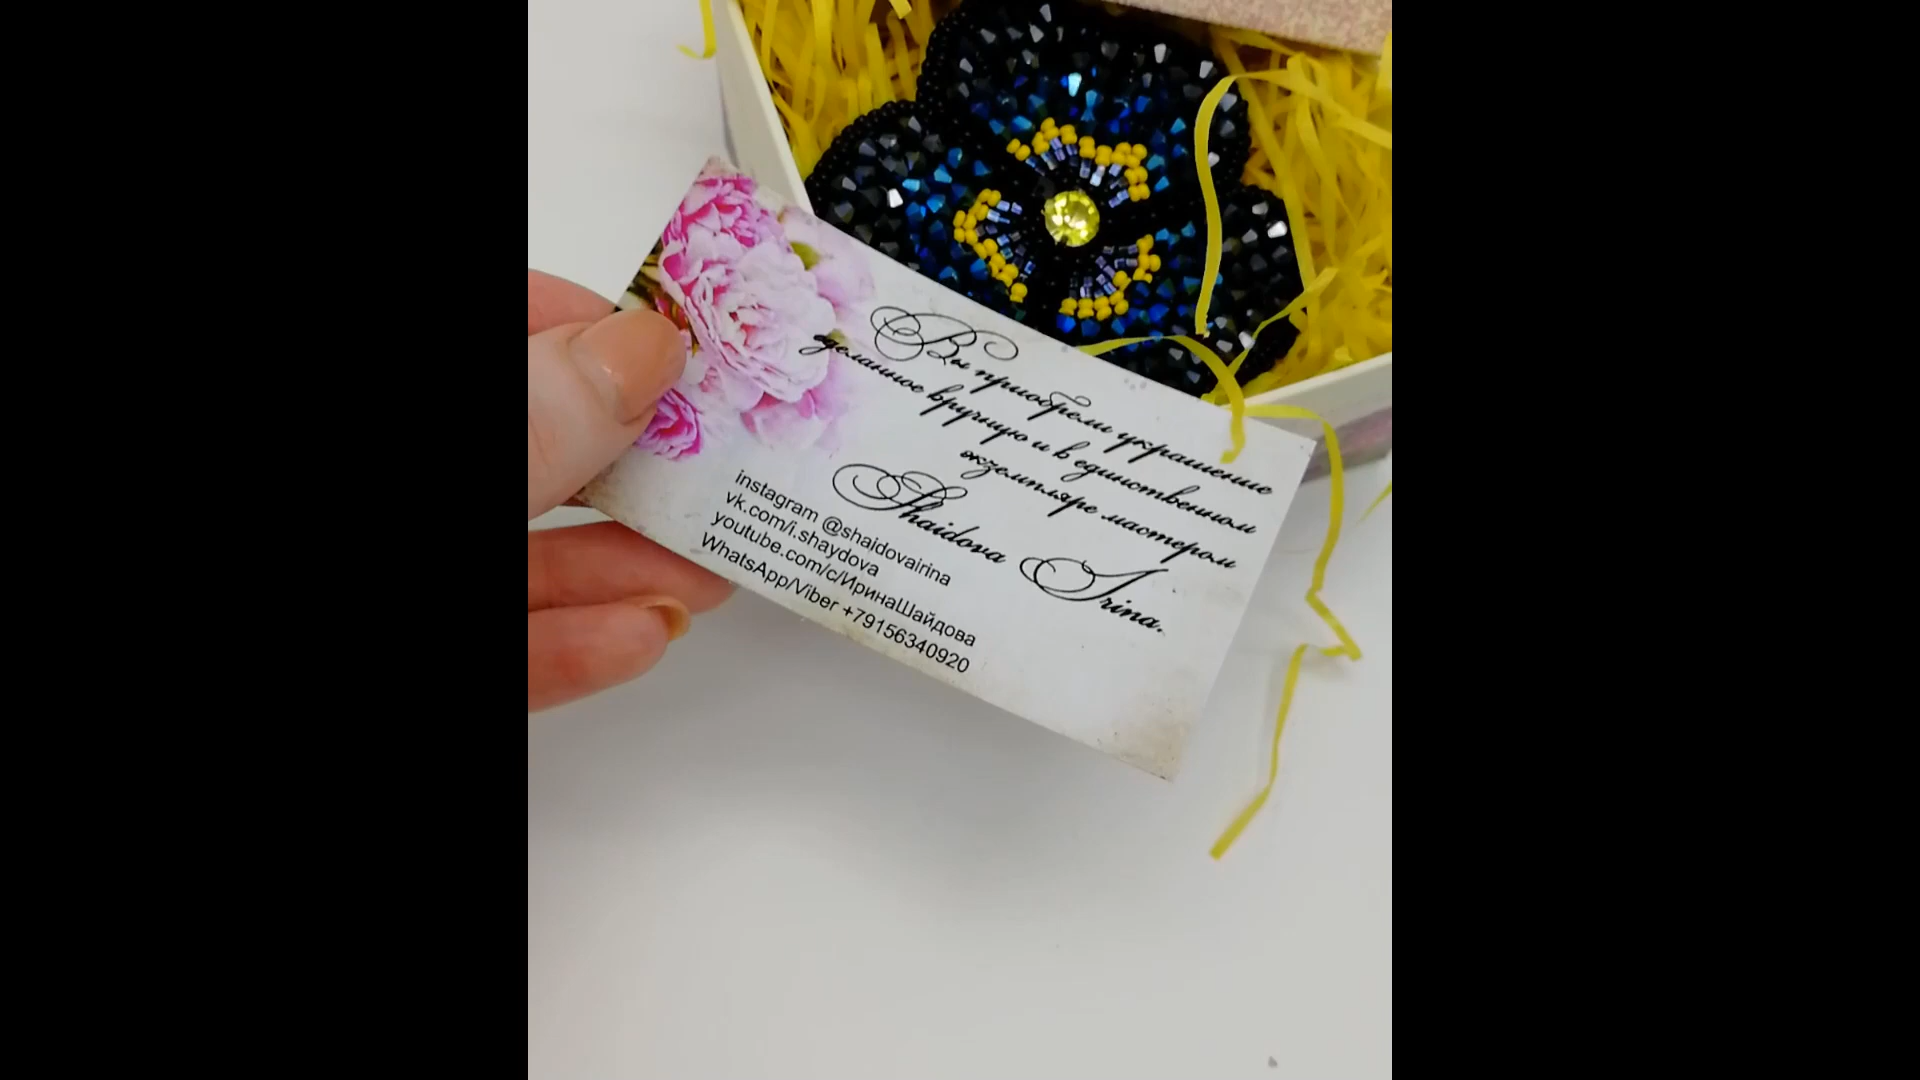 Вы приобрели украшение
сделанное вручную и в единственном
экземпляре мастером
Shaidova Irina.
instagram @shaidovairina
vk.com/i.shaydova
youtube.com/c/ИринаШайдова
WhatsApp/Viber +79156340920